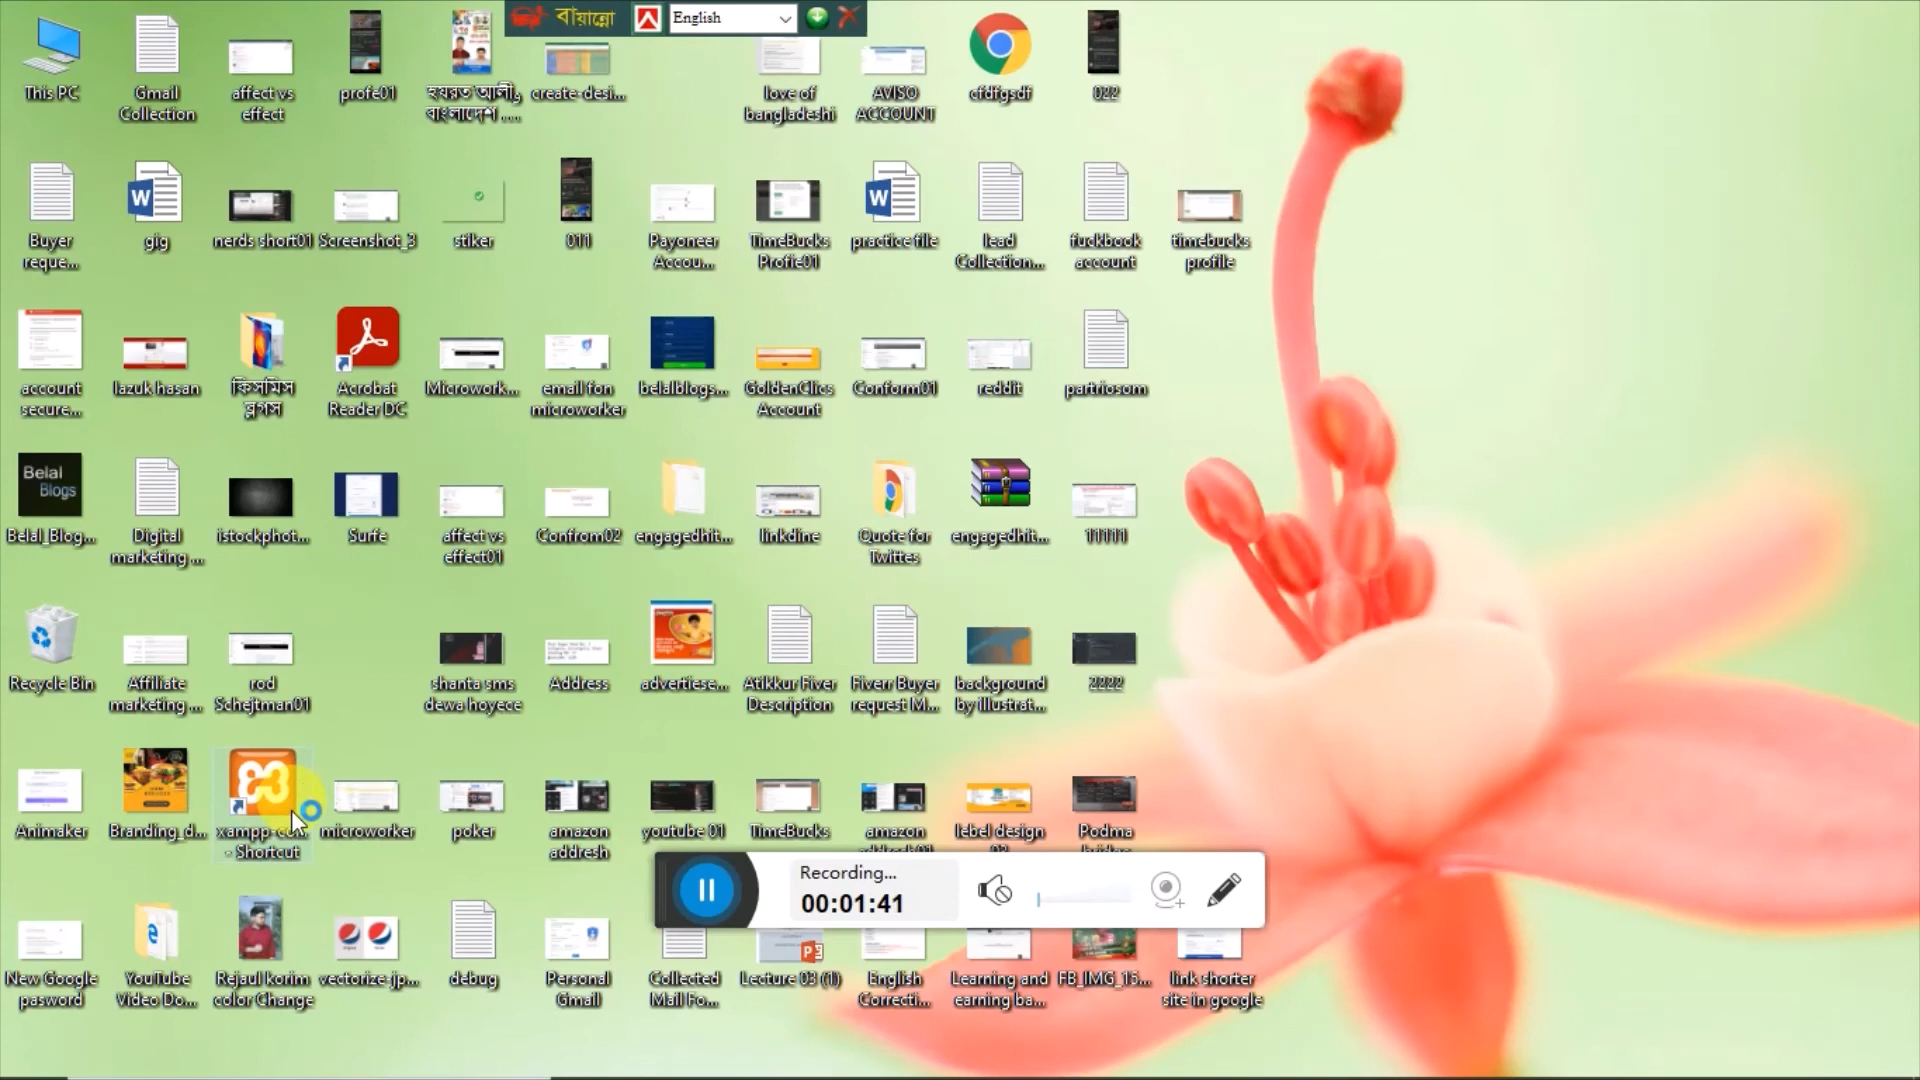 বায়ান্নো English
This PC
Gmail
Collection
affect vs
effect
profe01
হযরত আলী,
বাংলাদেশ ....
create-desi...
love of
bangladeshi
AVISO
ACCOUNT
cfdfgsdf
022
Buyer
reque...
gig
nerds short01
Screenshot_3
stiker
011
Payoneer
Accou...
TimeBucks
Profie01
practice file
lead
Collection...
fuckbook
account
timebucks
profile
account
secure...
lazuk hasan
কিসমিস
ব্লগস
Acrobat
Reader DC
Microwork...
email fon
microworker
belalblogs...
GoldenClics
Account
Conform01
reddit
partriosom
Belal
Blogs
Belal_Blog...
Digital
marketing ...
istockphot...
Surfe
affect vs
effect01
Confrom02
engagedhit...
linkdine
Quote for
Twittes
engagedhit...
11111
Recycle Bin
Affiliate
marketing ...
rod
Schejtman01
shanta sms
dewa hoyece
Address
advertiese...
Atikkur Fiver
Description
Fiverr Buyer
request M...
background
by illustrat...
2222
Animaker
Branding_d...
xampp-co...
- Shortcut
microworker
poker
amazon
addresh
youtube 01
TimeBucks
amazon
lebel design
Podma
Recording...
00:01:41
New Google
pasword
YouTube
Video Do...
Rejaul korim
color Change
vectorize-jp...
debug
Personal
Gmail
Collected
Mail Fo...
Lecture 03 (1)
English
Correcti...
Learning and
earning ba...
FB_IMG_15...
link shorter
site in google